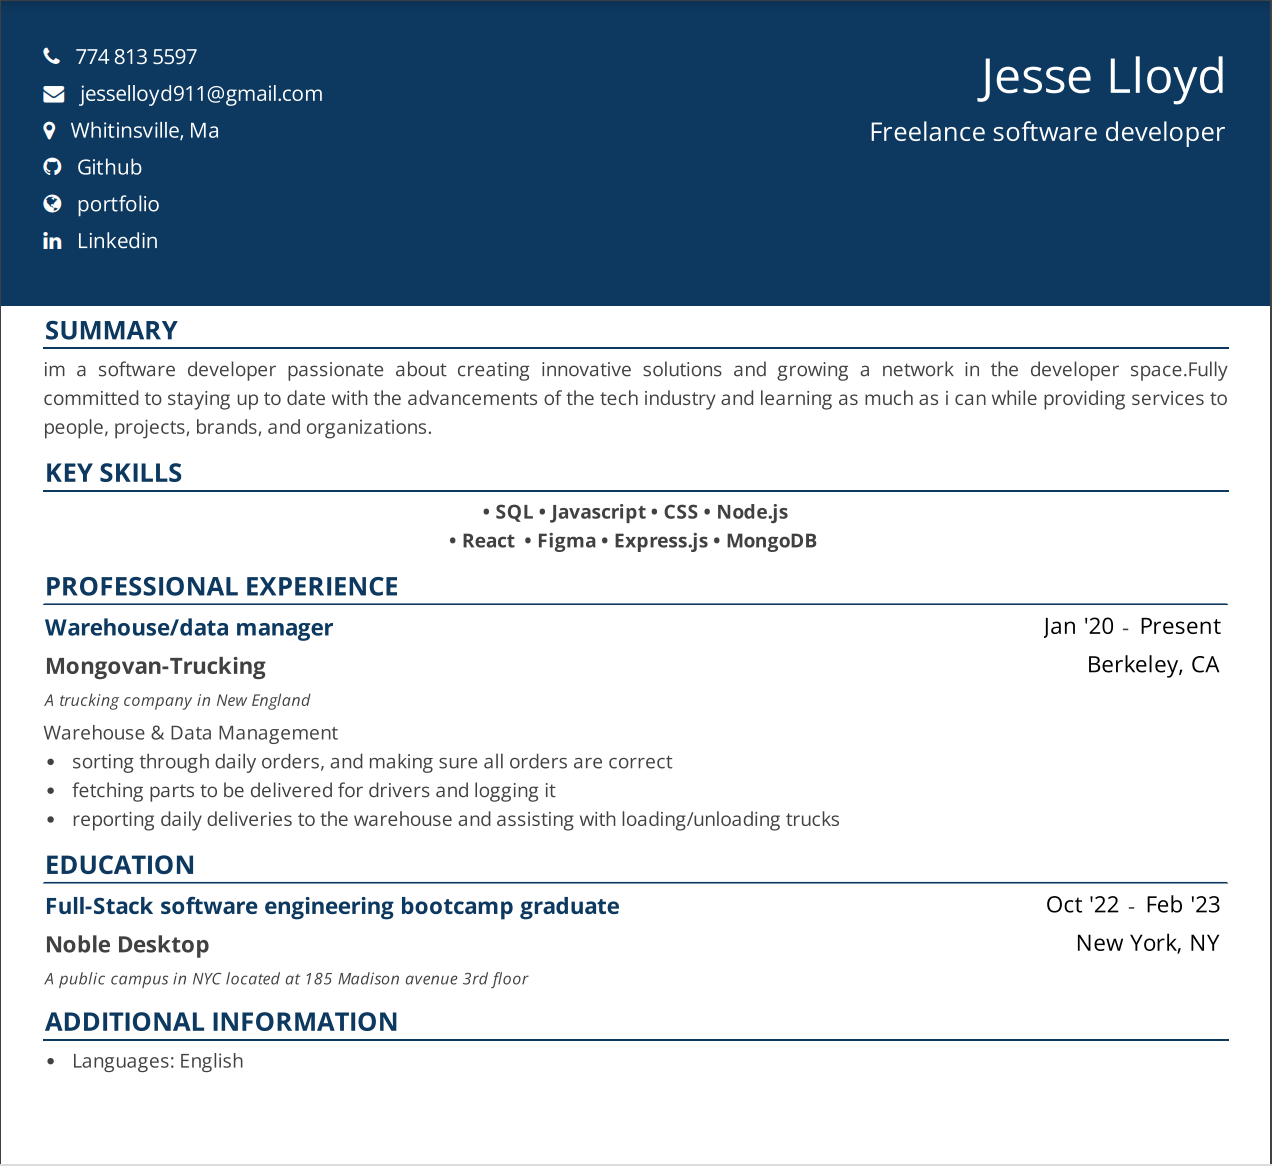 774 813 5597
jesselloyd911@gmail.com
Whitinsville, Ma
Github
portfolio
Linkedin
Jesse Lloyd
Freelance software developer
SUMMARY
im a software developer passionate about creating innovative solutions and growing a network in the developer space.Fully
committed to staying up to date with the advancements of the tech industry and learning as much as i can while providing services to
people, projects, brands, and organizations.
KEY SKILLS
• SQL • Javascript • CSS • Node.js
• React • Figma • Express.js • MongoDB
PROFESSIONAL EXPERIENCE
Warehouse/data manager Jan '20 - Present
Mongovan-Trucking Berkeley, CA
A trucking company in New England
Warehouse & Data Management
• sorting through daily orders, and making sure all orders are correct
• fetching parts to be delivered for drivers and logging it
• reporting daily deliveries to the warehouse and assisting with loading/unloading trucks
EDUCATION
Full-Stack software engineering bootcamp graduate Oct '22 - Feb '23
Noble Desktop New York, NY
A public campus in NYC located at 185 Madison avenue 3rd floor
ADDITIONAL INFORMATION
• Languages: English